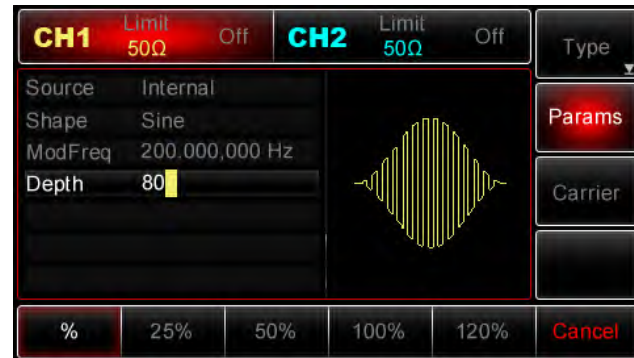 CH1 Limit 50Ω Off CH2 Limit 50Ω Off
Type
Source Internal
Shape Sine
ModFreq 200.000,000 Hz
Depth 80
Params
Carrier
% 25% 50% 100% 120% Cancel